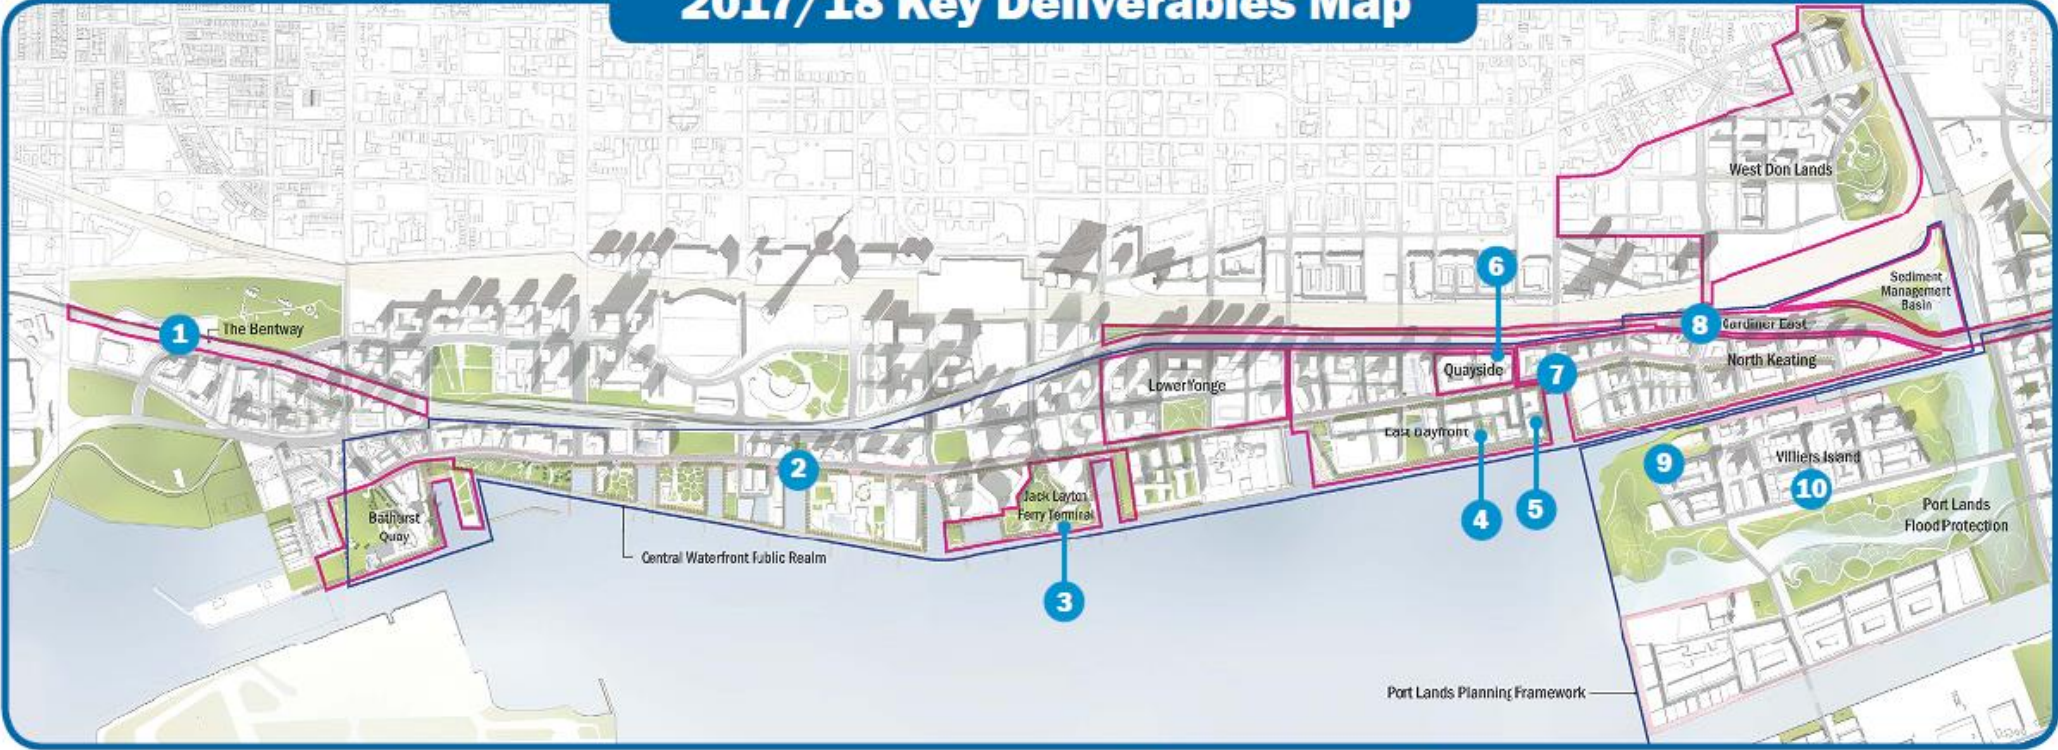 2017/18 Key Deliverables Map
West Don Lands
6
Sediment
Management
Basin
1
The Bentway
8
Gardiner East
North Keating
Quayside
7
Lower Yonge
East Bayfront
2
9
Villiers Island
10
Jack Layton
Ferry Terminal
Port Lands
Flood Protection
4
5
Bathurst
Quay
Central Waterfront Public Realm
3
Port Lands Planning Framework